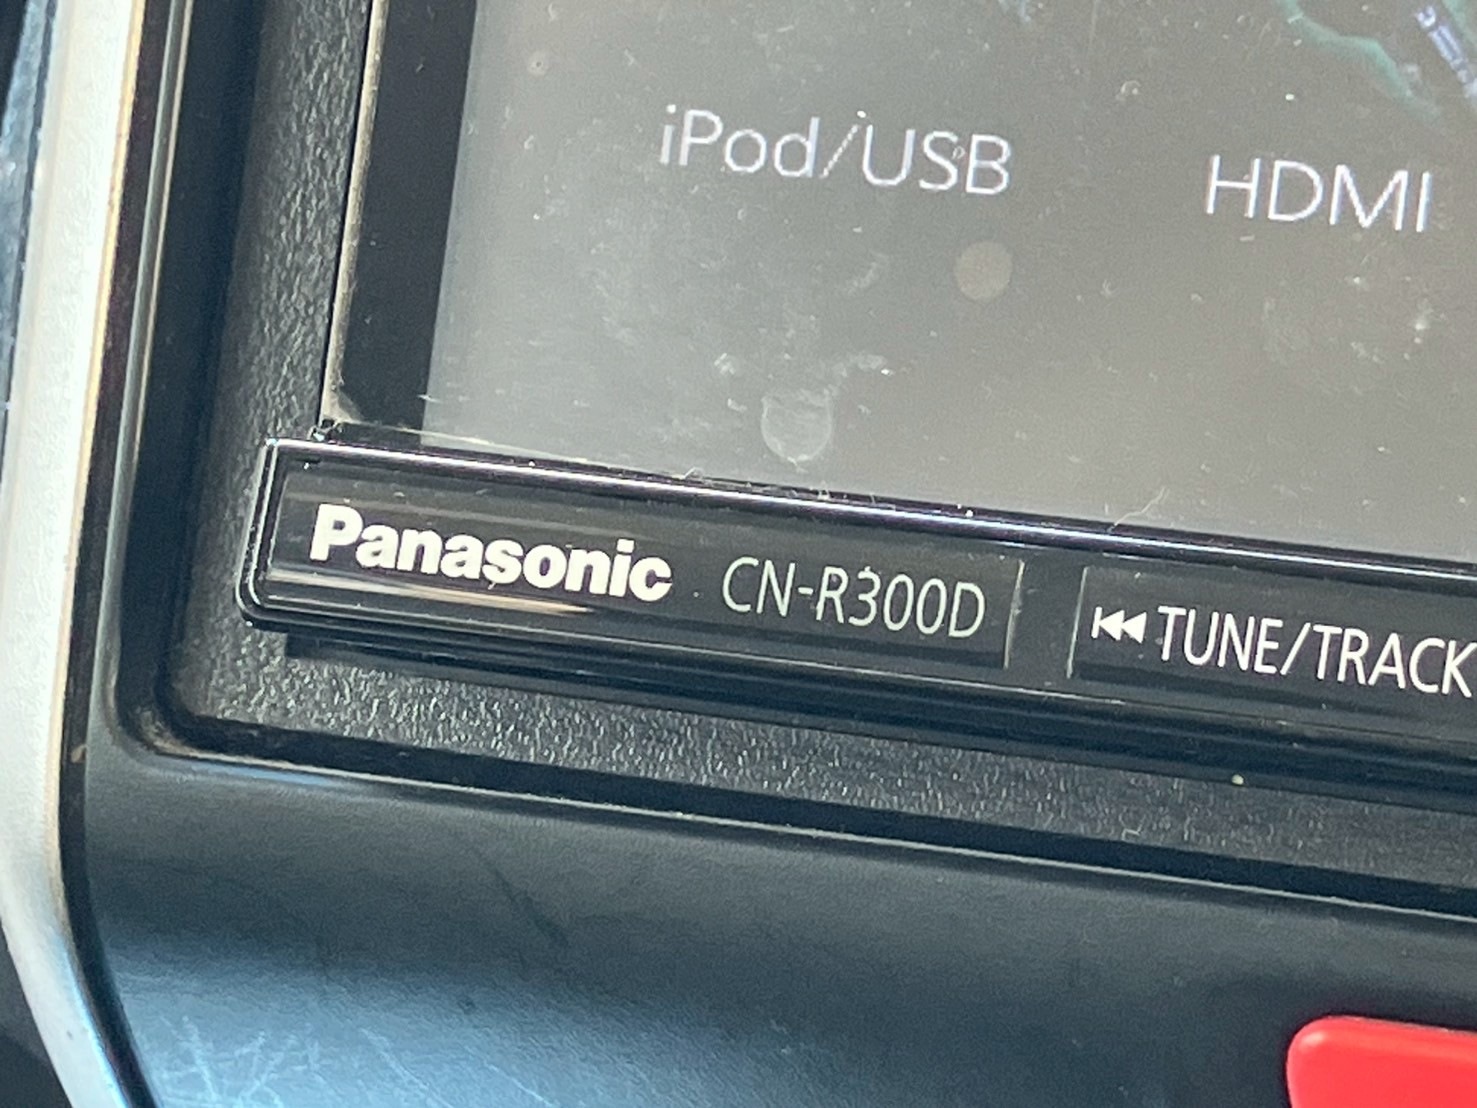 iPod/USB
HDMI
Panasonic CN-R300D
⏮TUNE/TRACK